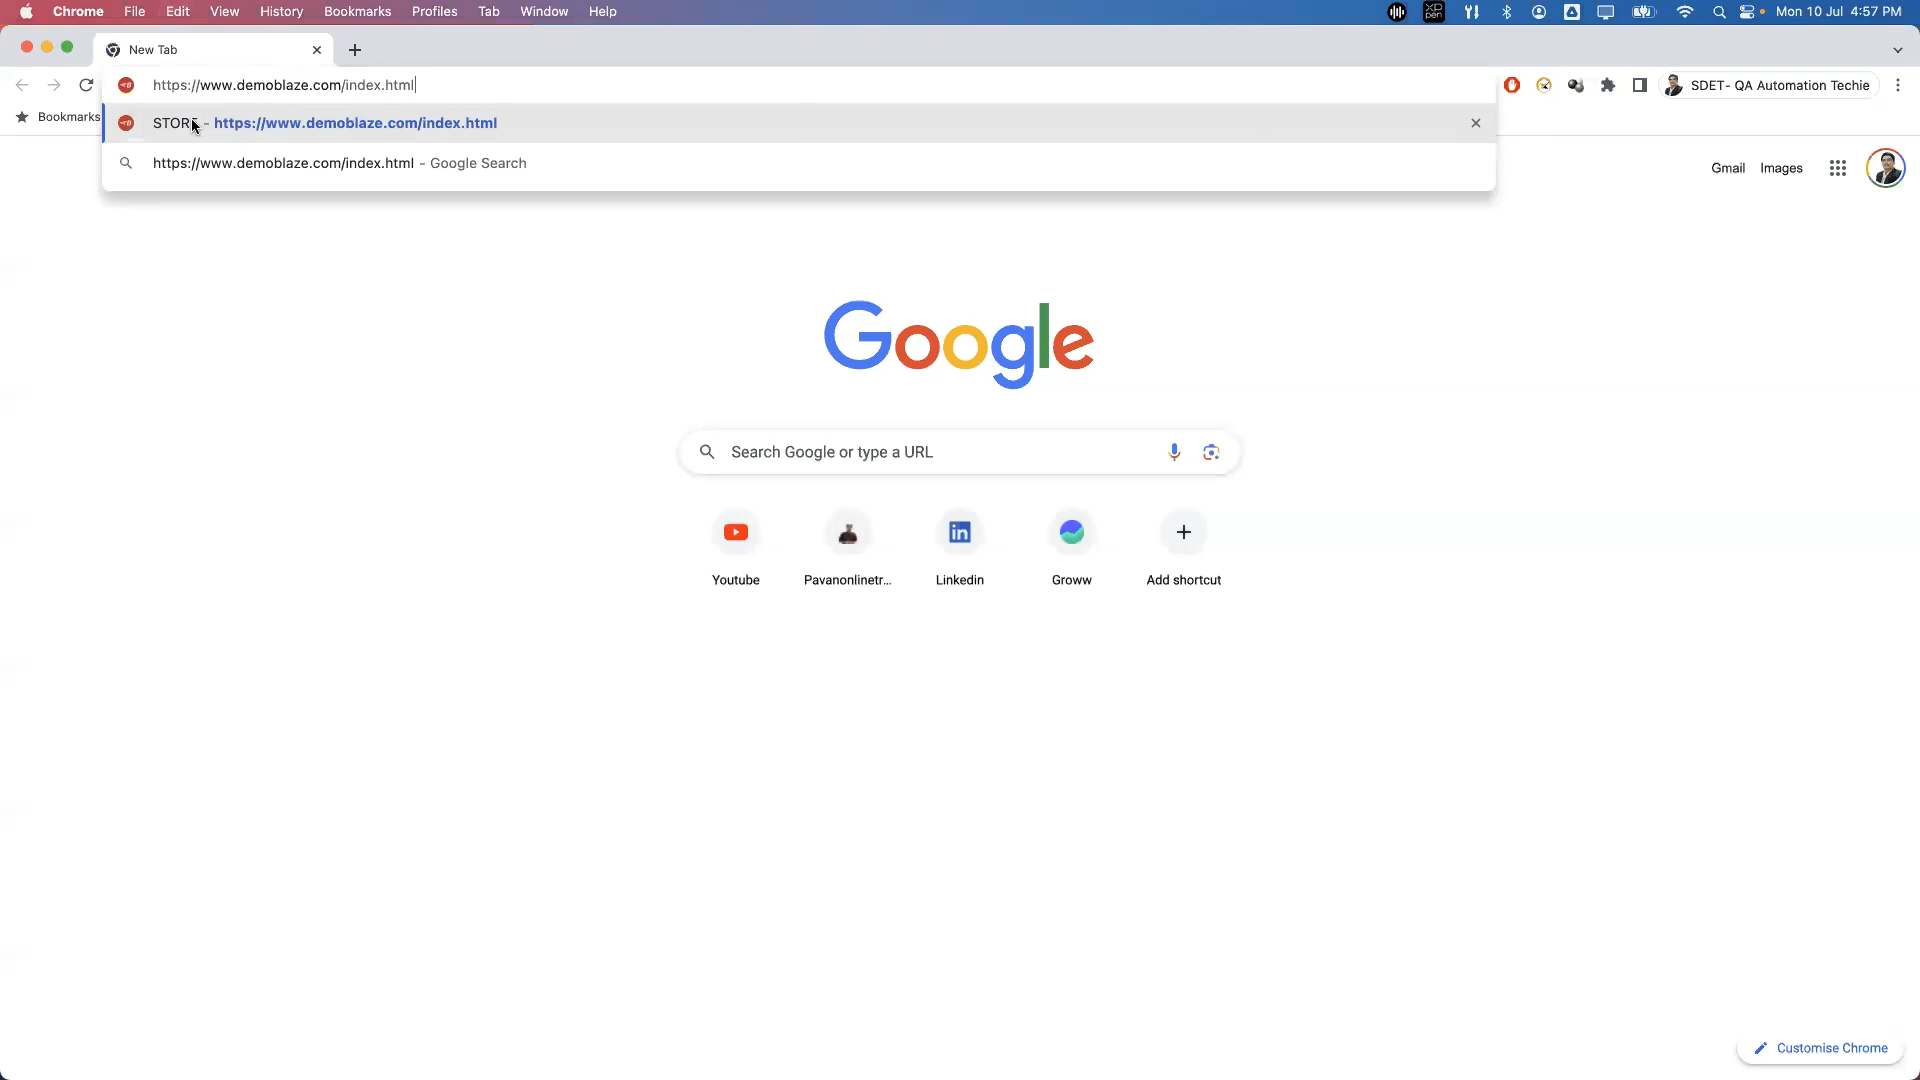 Chrome File Edit View History Bookmarks Profiles Tab Window Help
XD pen
Mon 10 Jul 4:57 PM
New Tab
https://www.demoblaze.com/index.html
SDET- QA Automation Techie
Bookmarks
STORE – https://www.demoblaze.com/index.html
https://www.demoblaze.com/index.html – Google Search
Gmail Images
Google
Search Google or type a URL
Youtube Pavanonlinetr... Linkedin Groww Add shortcut
Customise Chrome